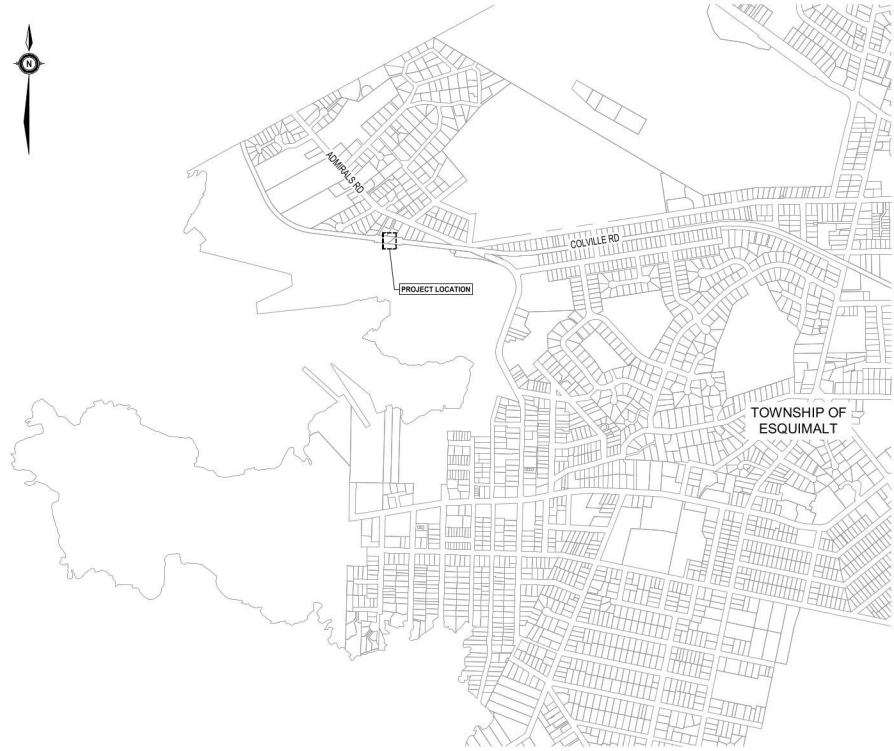 N
ADMIRALS RD
COLVILLE RD
PROJECT LOCATION
TOWNSHIP OF
ESQUIMALT